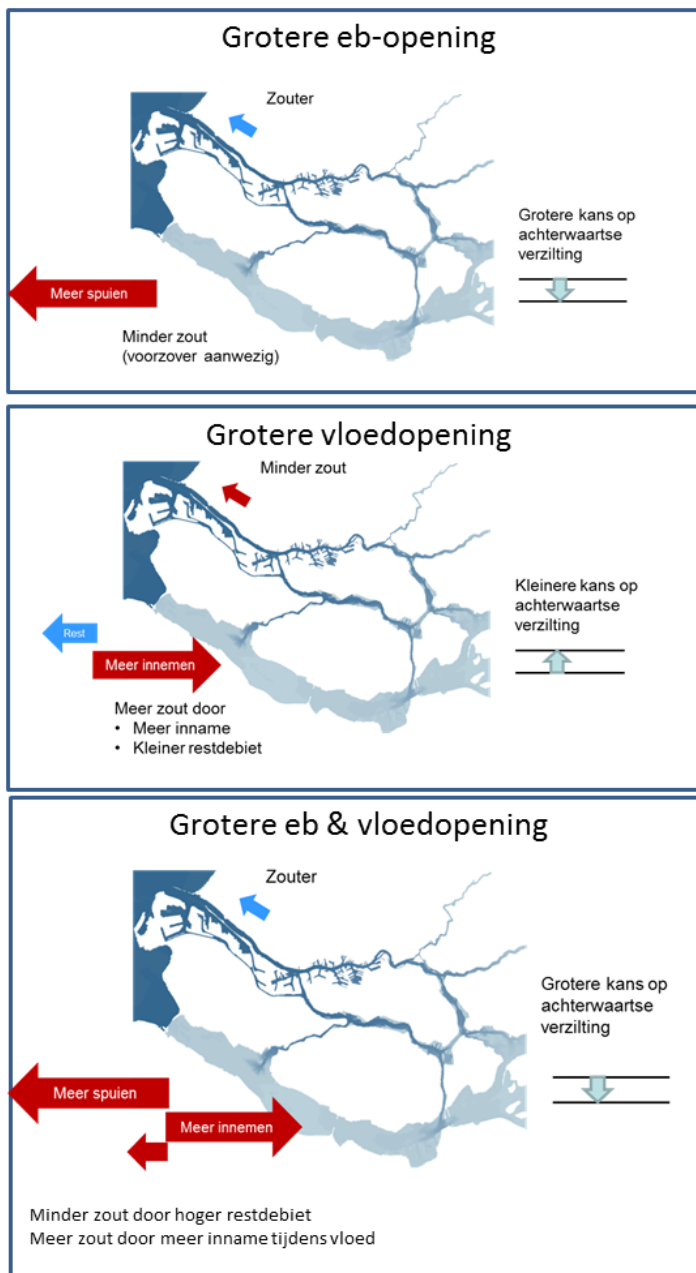 Grotere eb-opening
Zouter
Grotere kans op
achterwaartse
verzilting
Meer spuien
Minder zout
(voorzover aanwezig)
Grotere vloedopening
Minder zout
Kleinere kans op
achterwaartse
verzilting
Rest
Meer innemen
Meer zout door
• Meer inname
• Kleiner restdebiet
Grotere eb & vloedopening
Zouter
Grotere kans op
achterwaartse
verzilting
Meer spuien
Meer innemen
Minder zout door hoger restdebiet
Meer zout door meer inname tijdens vloed